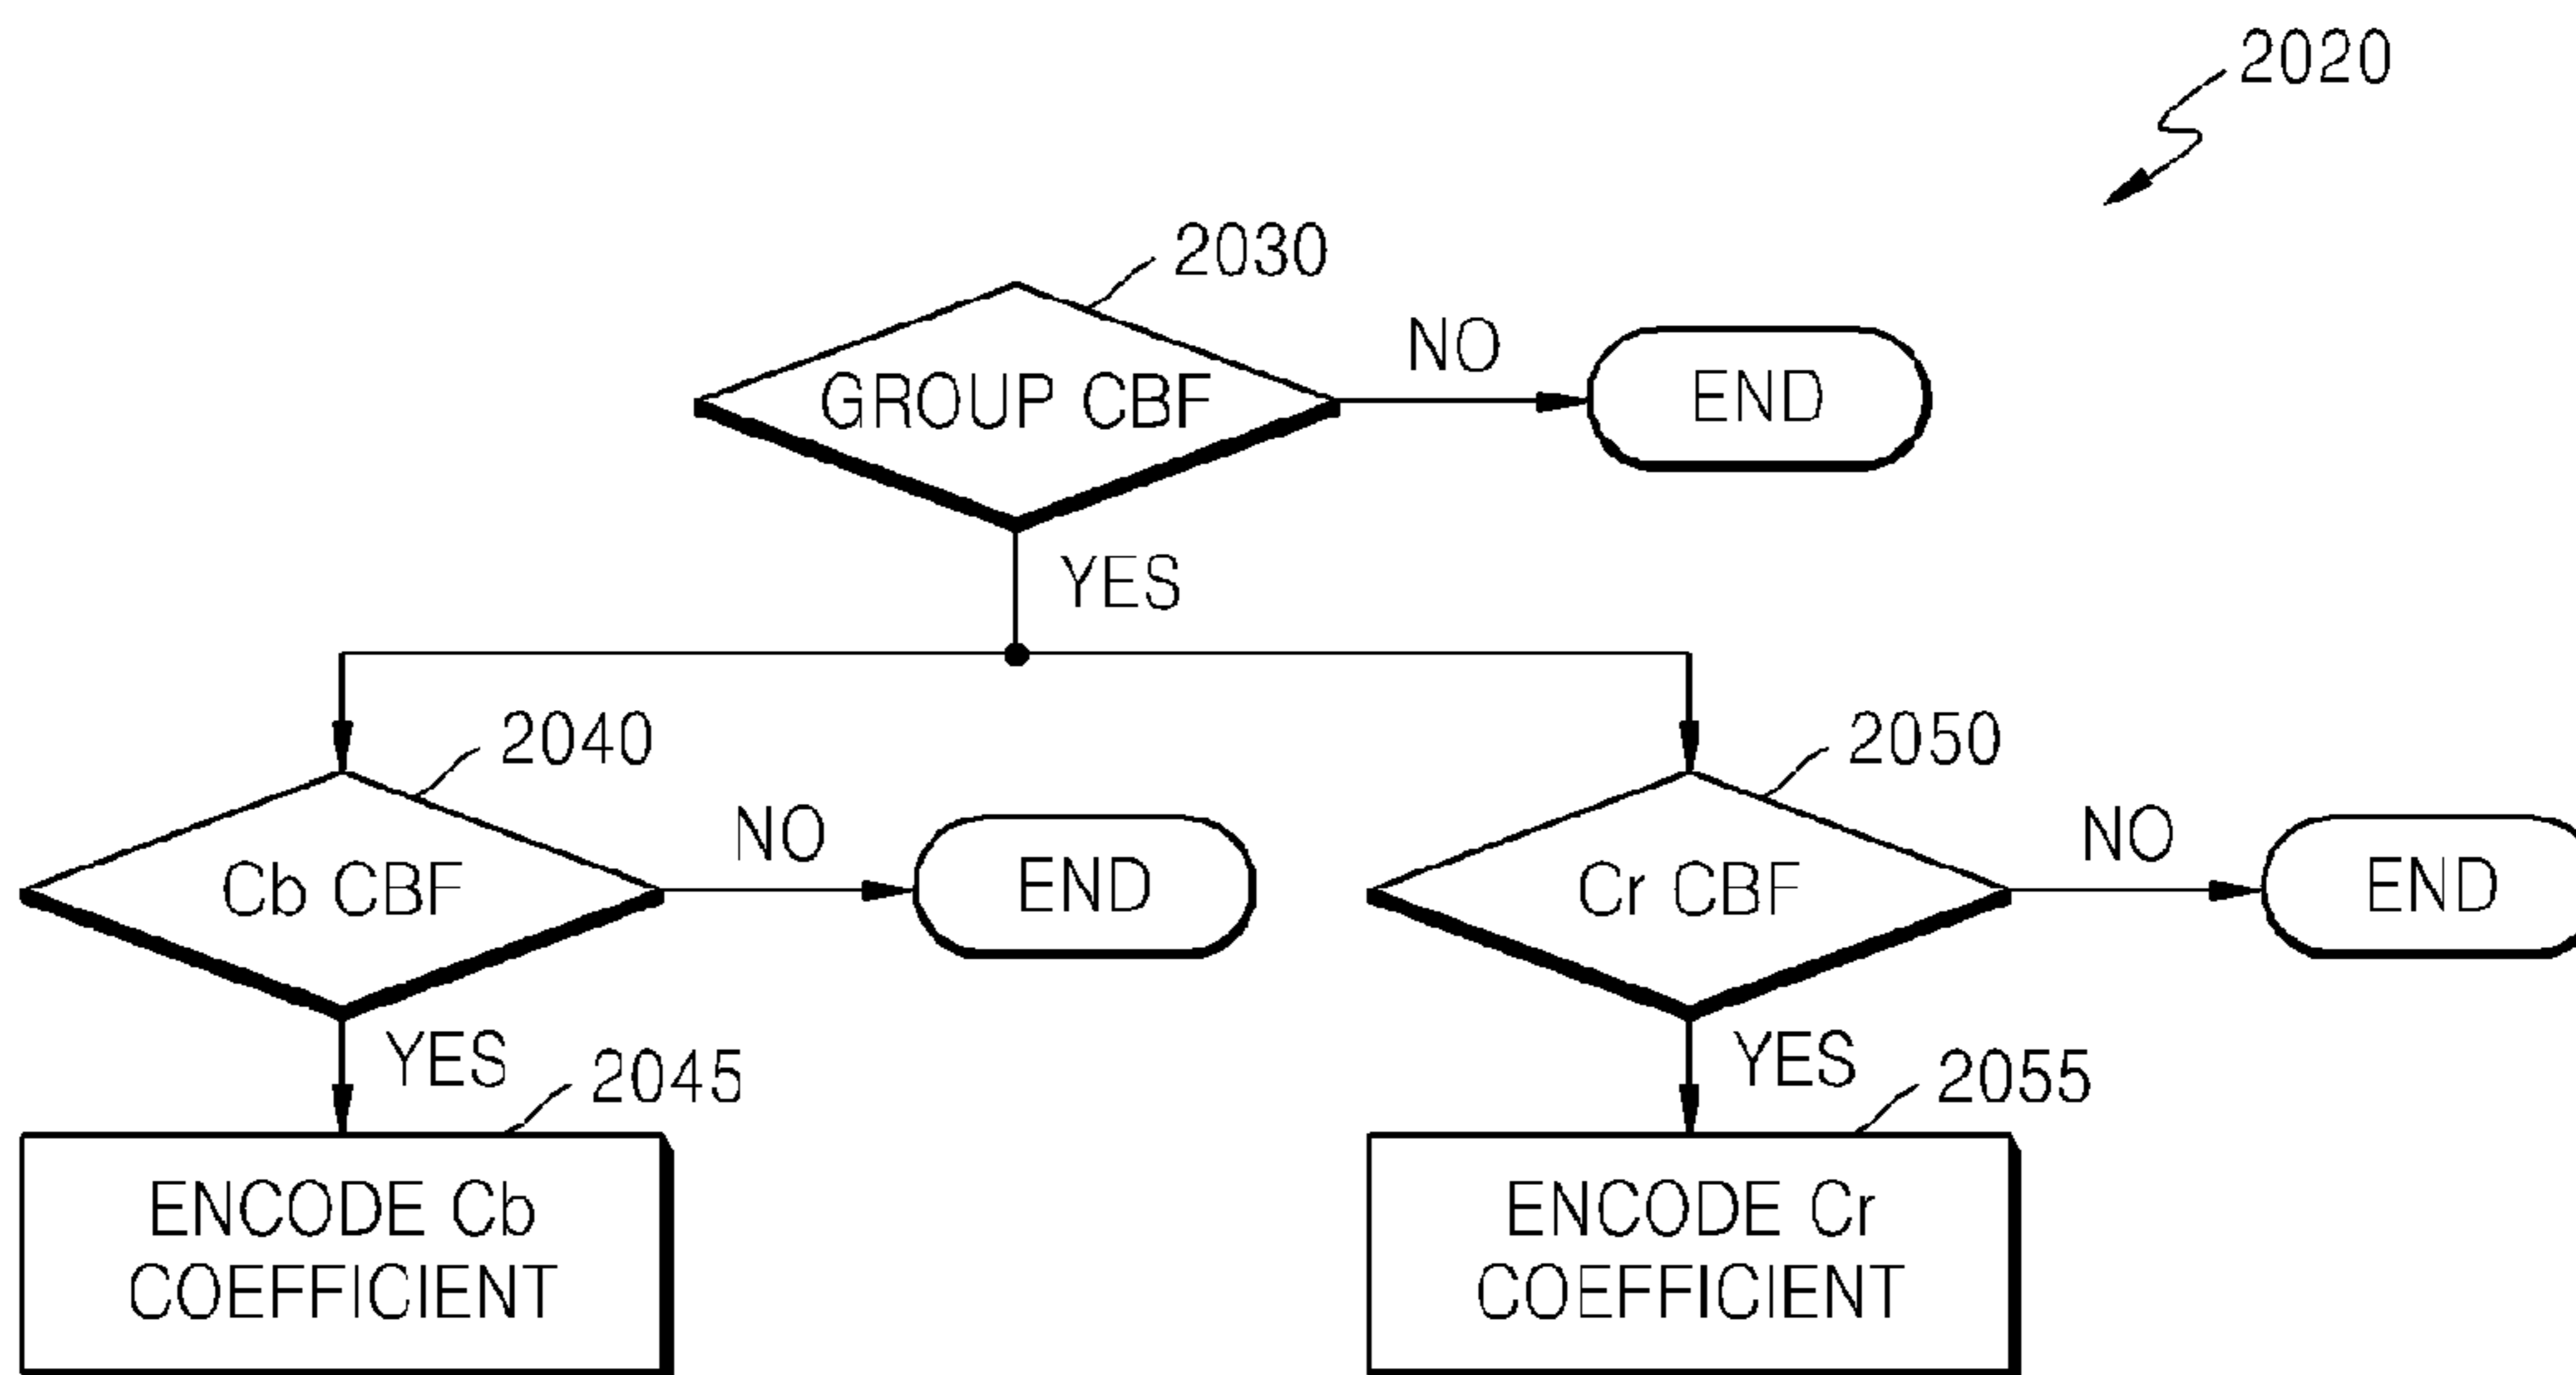 2020
2030
GROUP CBF
NO
END
YES
2040
2050
Cb CBF
NO
END
Cr CBF
NO
END
YES
2045
YES
2055
ENCODE Cb
COEFFICIENT
ENCODE Cr
COEFFICIENT